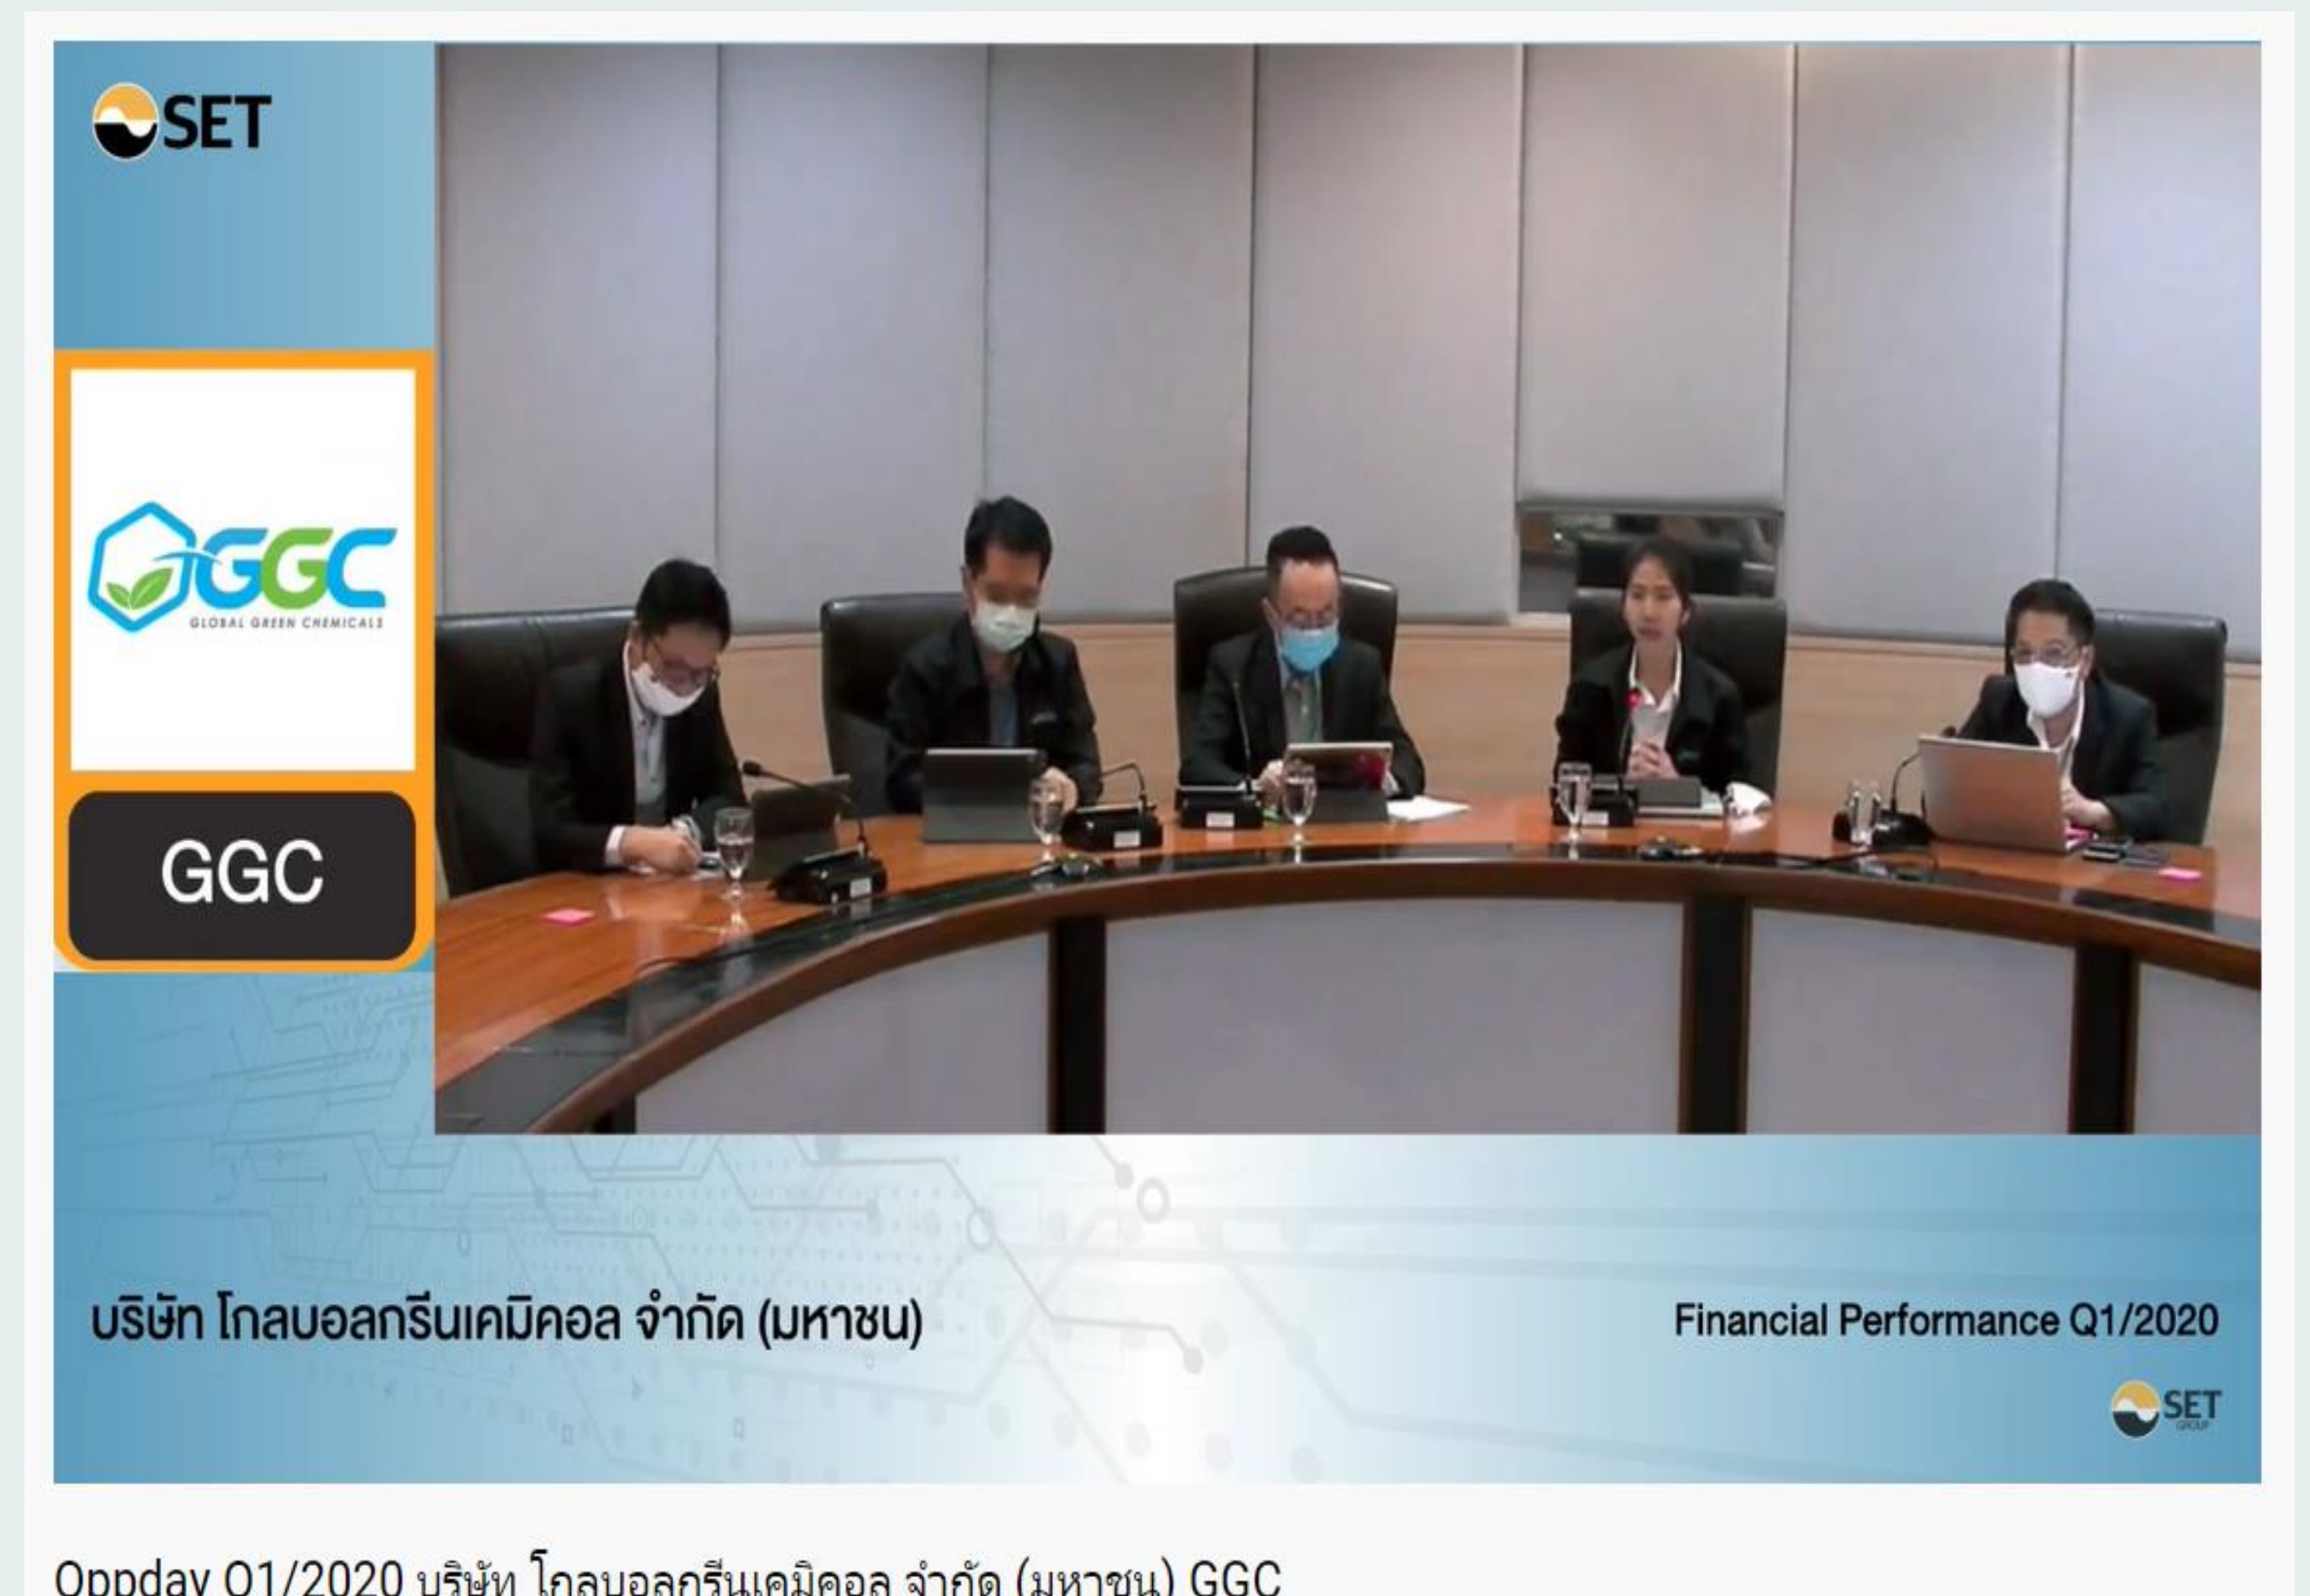 SET
GGC
GLOBAL GREEN CHEMICALS
GGC
บริษัท โกลบอลกรีนเคมิคอล จำกัด (มหาชน)
Financial Performance Q1/2020
SET
GROUP
Oppday Q1/2020 บริษัท โกลบอลกรีนเคมิคอล จำกัด (มหาชน) GGC